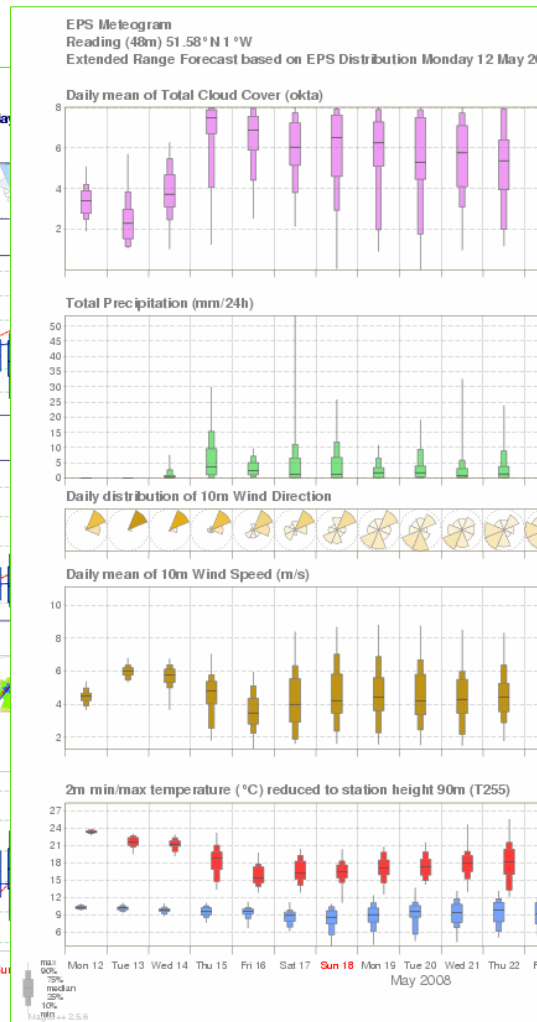 EPS Meteogram
Reading (48m) 51.58°N 1°W
Extended Range Forecast based on EPS Distribution Monday 12 May 20
Daily mean of Total Cloud Cover (okta)
8
6
4
2
Total Precipitation (mm/24h)
50
45
40
35
30
25
20
15
10
5
0
Daily distribution of 10m Wind Direction
Daily mean of 10m Wind Speed (m/s)
10
8
6
4
2
2m min/max temperature (°C) reduced to station height 90m (T255)
27
24
21
18
15
12
9
6
Mon 12 Tue 13 Wed 14 Thu 15 Fri 16 Sat 17 Sun 18 Mon 19 Tue 20 Wed 21 Thu 22 F
May 2008
max
90%
75%
median
25%
10%
min
Magics++ 2.5.6